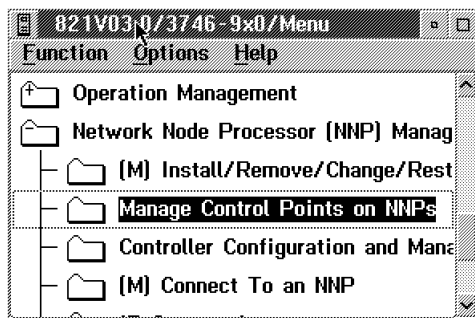 821V03 0/3746-9x0/Menu
Function Options Help
Operation Management
Network Node Processor (NNP) Manag
(M) Install/Remove/Change/Rest
Manage Control Points on NNPs
Controller Configuration and Mana
(M) Connect To an NNP